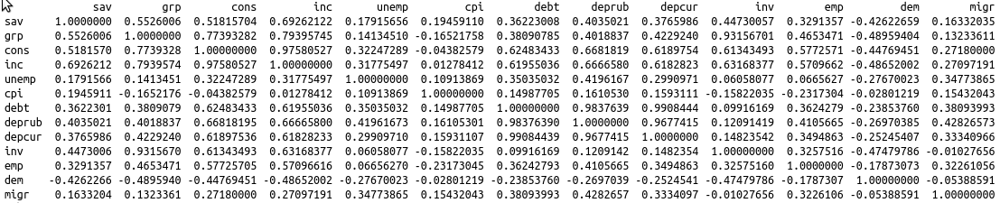 sav grp cons inc unemp cpi debt deprub depcur inv emp dem migr
sav 1.0000000 0.5526006 0.51815704 0.69262122 0.17915656 0.19459110 0.36223008 0.4035021 0.3765986 0.44730057 0.3291357 -0.42622659 0.16332035
grp 0.5526006 1.0000000 0.77393282 0.79395745 0.14134510 -0.16521758 0.38090785 0.4018837 0.4229240 0.93156701 0.4653471 -0.48959404 0.13233611
cons 0.5181570 0.7739328 1.00000000 0.97580527 0.32247289 -0.04382579 0.62483433 0.6681819 0.6189754 0.61343493 0.5772571 -0.44769451 0.27180000
inc 0.6926212 0.7939574 0.97580527 1.00000000 0.31775497 0.01278412 0.61955036 0.6666580 0.6182823 0.63168377 0.5709662 -0.48652002 0.27097191
unemp 0.1791566 0.1413451 0.32247289 0.31775497 1.00000000 0.10913869 0.35035032 0.4196167 0.2990971 0.06058077 0.0665627 -0.27670023 0.34773865
cpi 0.1945911 -0.1652176 -0.04382579 0.01278412 0.10913869 1.00000000 0.14987705 0.1610530 0.1593111 -0.15822035 -0.2317304 -0.02801219 0.15432043
debt 0.3622301 0.3809079 0.62483433 0.61955036 0.35035032 0.14987705 1.00000000 0.9837639 0.9908444 0.09916169 0.3624279 -0.23853760 0.38093993
deprub 0.4035021 0.4018837 0.66818195 0.66665800 0.41961673 0.16105301 0.98376390 1.0000000 0.9677415 0.12091419 0.4105665 -0.26970385 0.42826573
depcur 0.3765986 0.4229240 0.61897536 0.61828233 0.29909710 0.15931107 0.99084439 0.9677415 1.0000000 0.14823542 0.3494863 -0.25245407 0.33340966
inv 0.4473006 0.9315670 0.61343493 0.63168377 0.06058077 -0.15822035 0.09916169 0.1209142 0.1482354 1.00000000 0.3257516 -0.47479786 -0.01027656
emp 0.3291357 0.4653471 0.57725705 0.57096616 0.06656270 -0.23173045 0.36242793 0.4105665 0.3494863 0.32575160 1.0000000 -0.17873073 0.32261056
dem -0.4262266 -0.4895940 -0.44769451 -0.48652002 -0.27670023 -0.02801219 -0.23853760 -0.2697039 -0.2524541 -0.47479786 -0.1787307 1.00000000 -0.05388591
migr 0.1633204 0.1323361 0.27180000 0.27097191 0.34773865 0.15432043 0.38093993 0.4282657 0.3334097 -0.01027656 0.3226106 -0.05388591 1.00000000